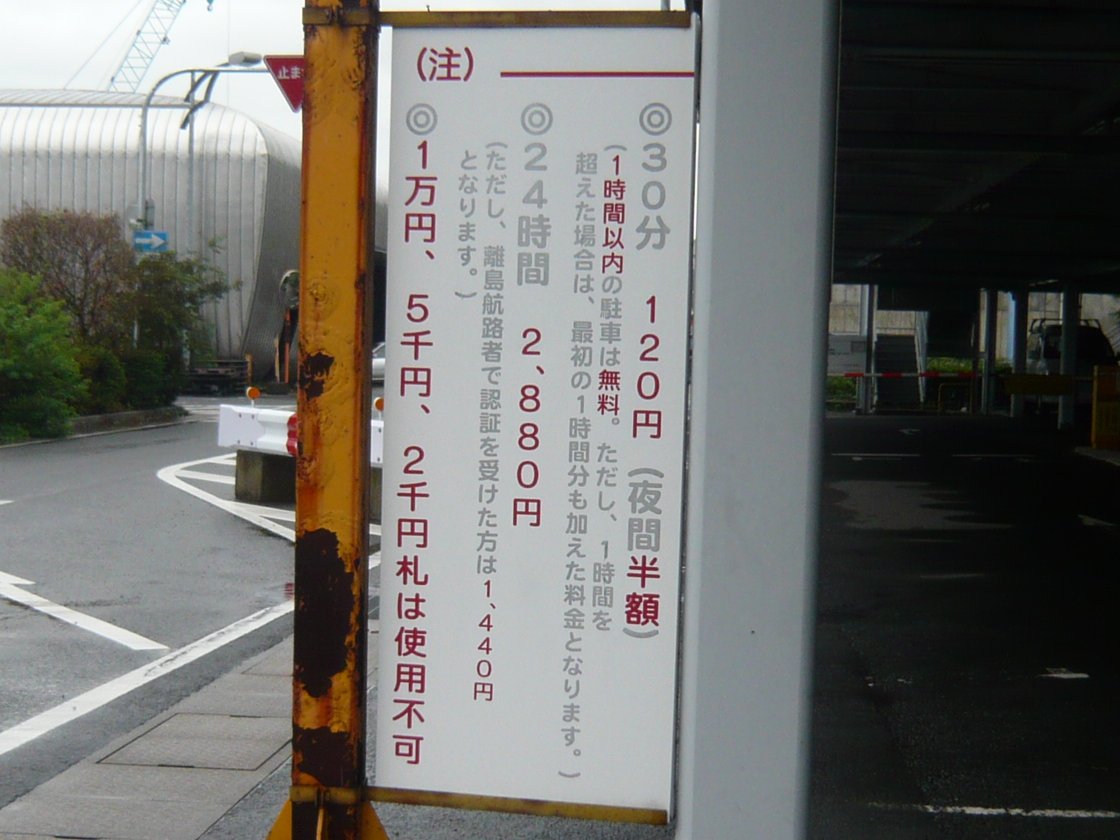 （注）
◎30分　120円（夜間半額）
（1時間以内の駐車は無料。ただし、1時間を
超えた場合は、最初の1時間分も加えた料金となります。）
◎24時間　2,880円
（ただし、離島航路者で認証を受けた方は1,440円
となります。）
◎1万円、5千円、2千円札は使用不可
止ま